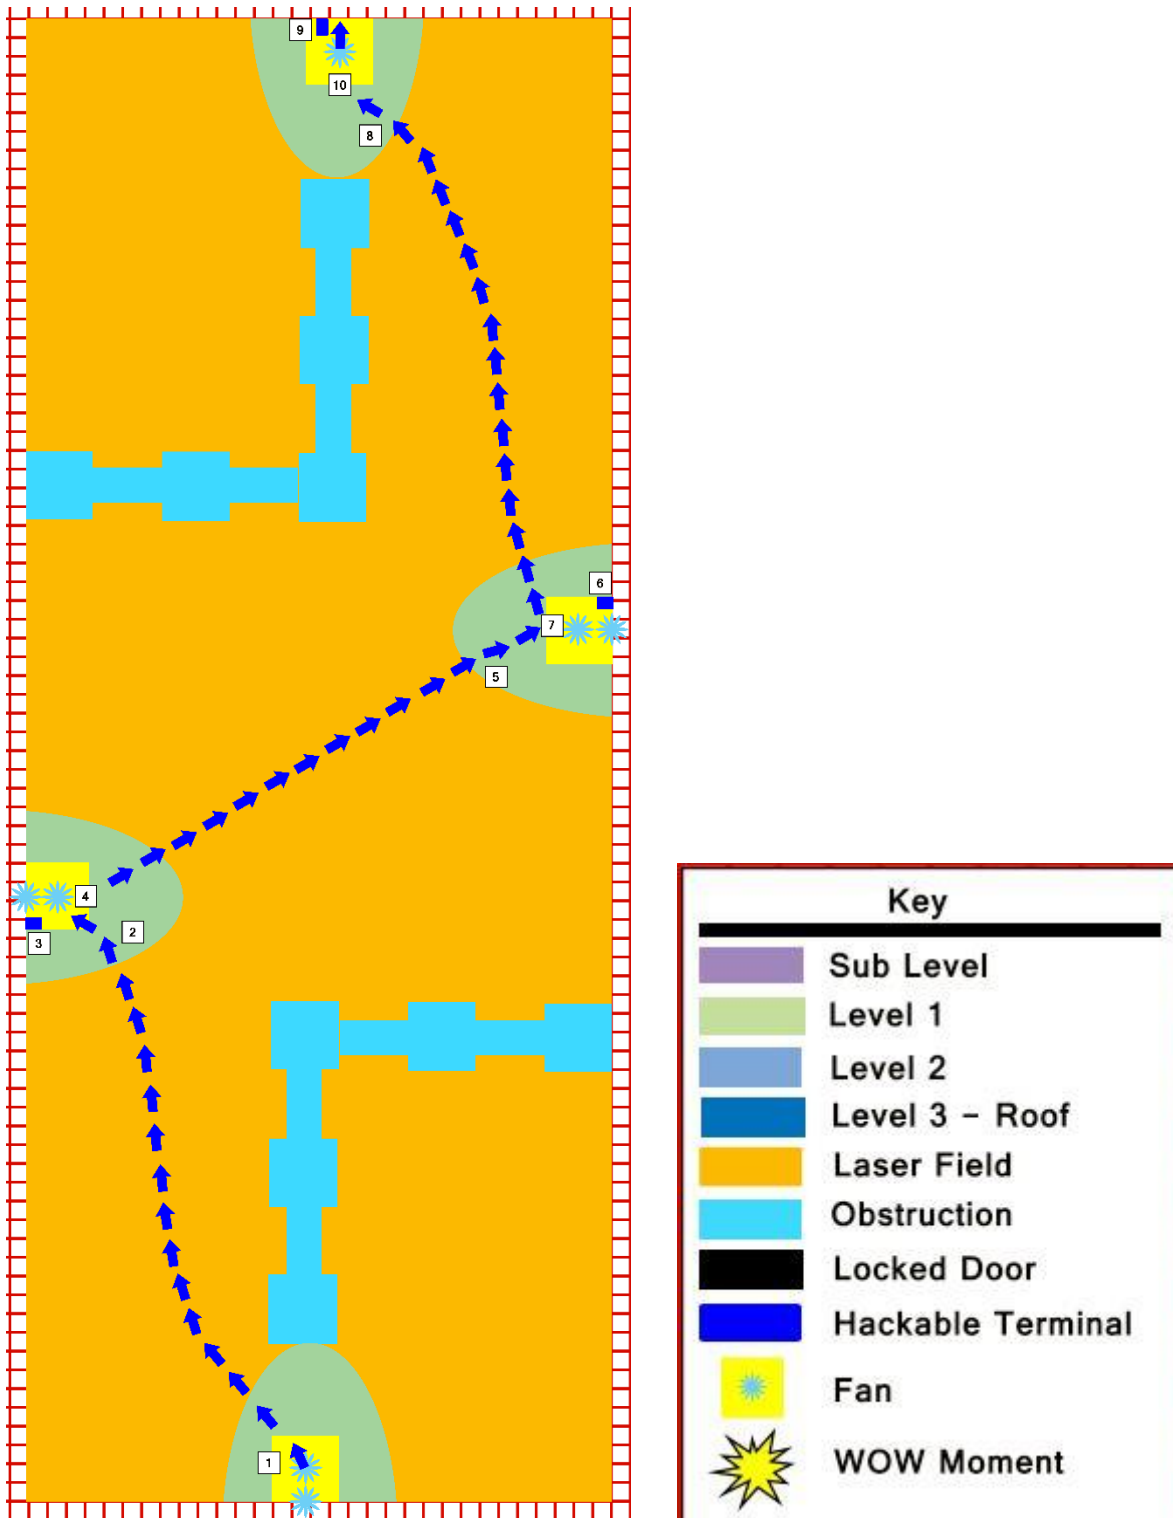 9
10
8
6
7
5
4
2
3
1
Key
Sub Level
Level 1
Level 2
Level 3 - Roof
Laser Field
Obstruction
Locked Door
Hackable Terminal
Fan
WOW Moment